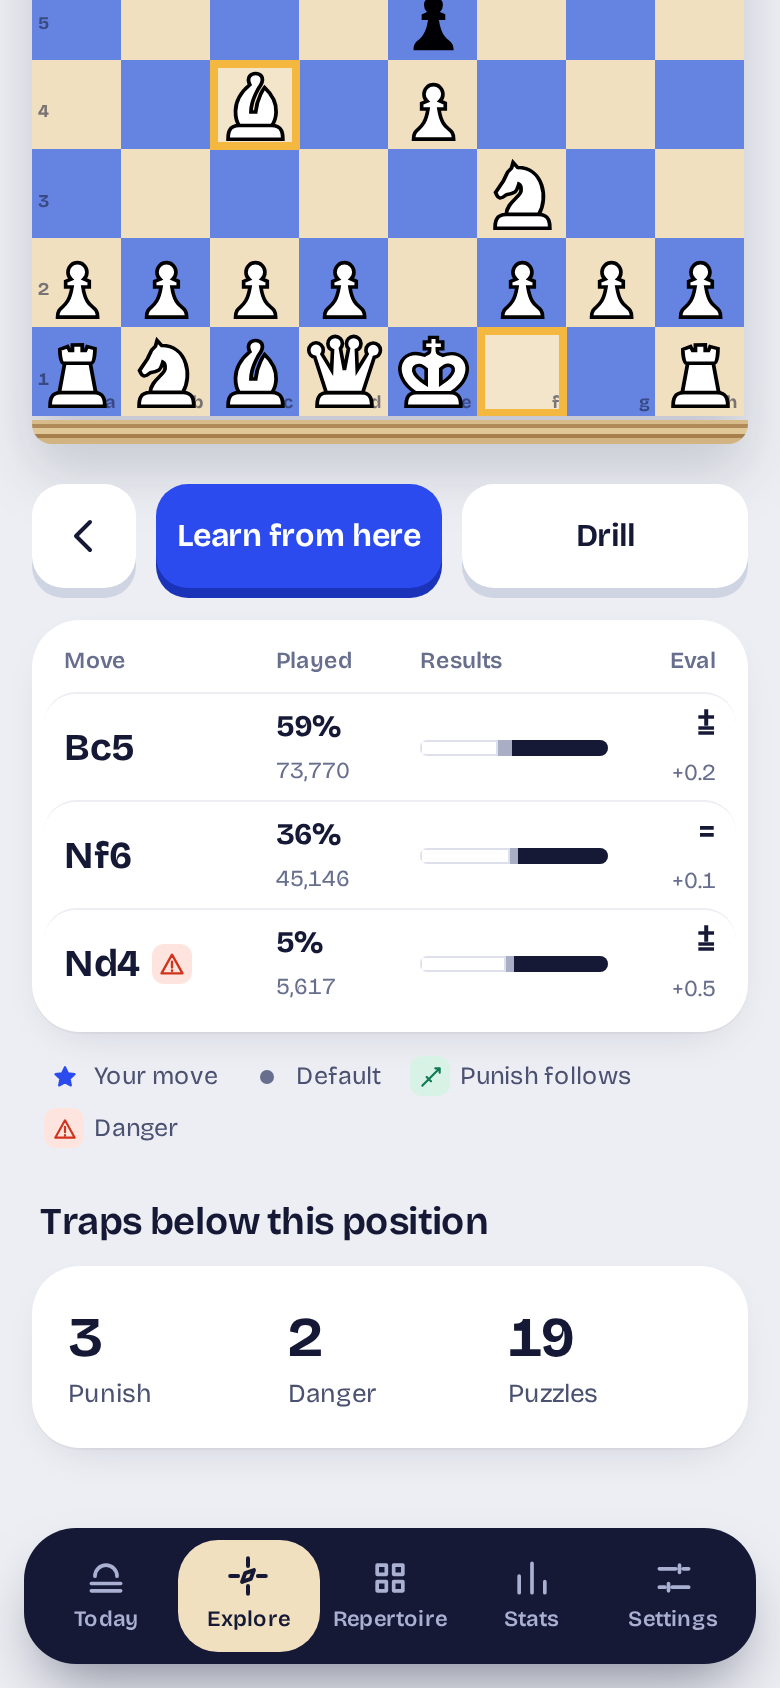 5
4
3
2
1
a b c d e f g h
Learn from here Drill
Move Played Results Eval
Bc5 59% 73,770 ± +0.2
Nf6 36% 45,146 = +0.1
Nd4 5% 5,617 ± +0.5
Your move Default Punish follows
Danger
Traps below this position
3 2 19
Punish Danger Puzzles
Today Explore Repertoire Stats Settings